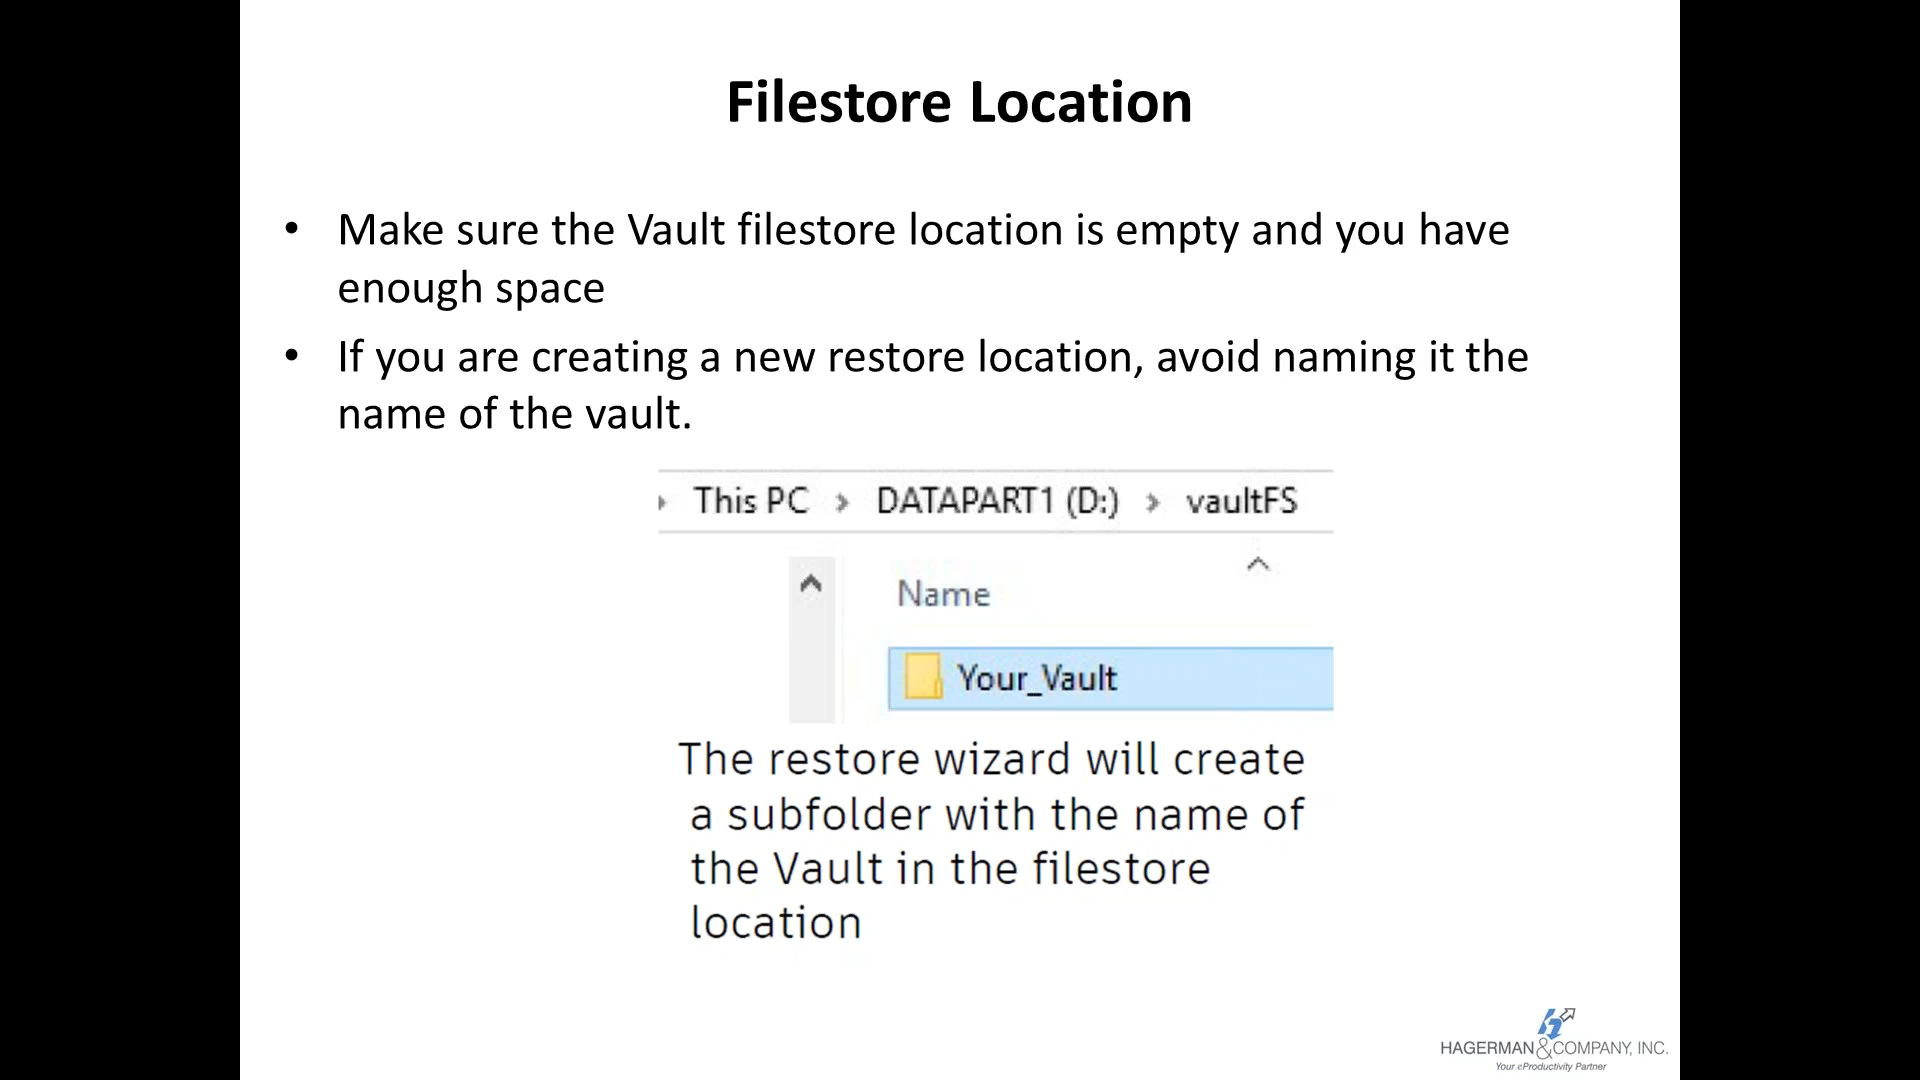 Filestore Location
• Make sure the Vault filestore location is empty and you have
enough space
• If you are creating a new restore location, avoid naming it the
name of the vault.
This PC > DATAPART1 (D:) > vaultFS
Name
Your_Vault
The restore wizard will create
a subfolder with the name of
the Vault in the filestore
location
HAGERMAN&COMPANY, INC.
Your eProductivity Partner